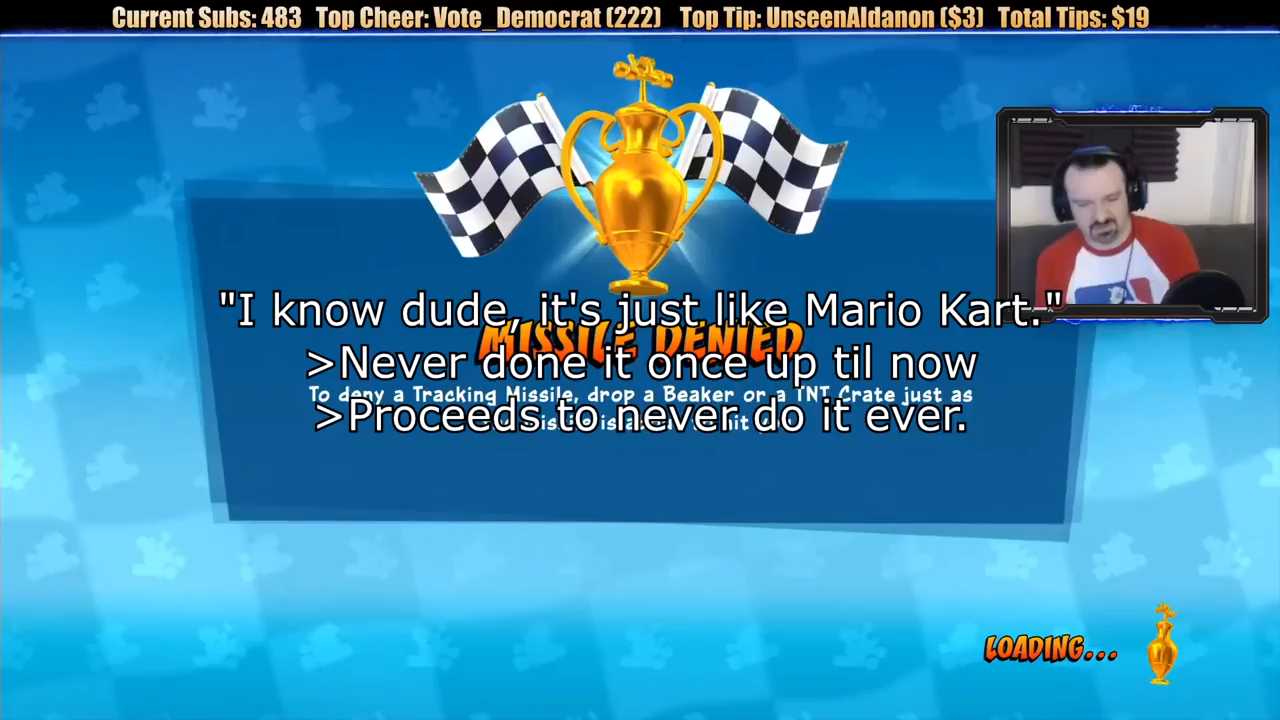 Current Subs: 483 Top Cheer: Vote_Democrat (222) Top Tip: UnseenAldanon ($3) Total Tips: $19
"I know dude, it's just like Mario Kart."
MISSILE DENIED
>Never done it once up til now
To deny a Tracking Missile, drop a Beaker or a TNT Crate just as
>Proceeds to never do it ever.
LOADING...